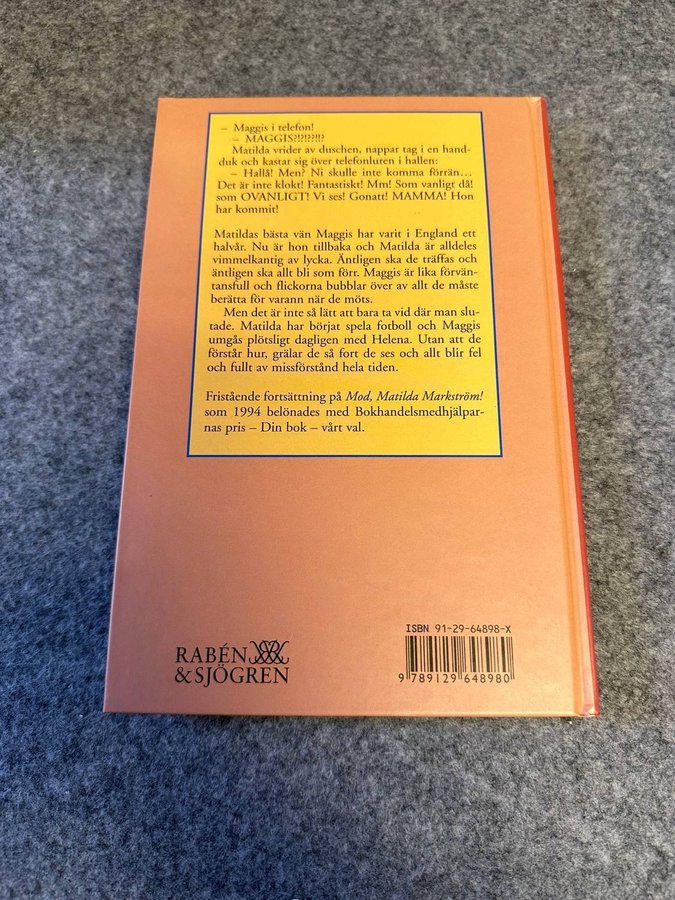 – Maggis i telefon!
– MAGGIS?!?!?!?!?
Matilda vrider av duschen, nappar tag i en hand-
duk och kastar sig över telefonluren i hallen:
– Hallå! Men? Ni skulle inte komma förrän…
Det är inte klokt! Fantastiskt! Mm! Som vanligt då!
som OVANLIGT! Vi ses! Gonatt! MAMMA! Hon
har kommit!
Matildas bästa vän Maggis har varit i England ett
halvår. Nu är hon tillbaka och Matilda är alldeles
vimmelkantig av lycka. Äntligen ska de träffas och
äntligen ska allt bli som förr. Maggis är lika förvän-
tansfull och flickorna bubblar över av allt de måste
berätta för varann när de möts.
Men det är inte så lätt att bara ta vid där man slu-
tade. Matilda har börjat spela fotboll och Maggis
umgås plötsligt dagligen med Helena. Utan att de
förstår hur, grälar de så fort de ses och allt blir fel
och fullt av missförstånd hela tiden.
Fristående fortsättning på Mod, Matilda Markström!
som 1994 belönades med Bokhandelsmedhjälpar-
nas pris – Din bok – vårt val.
ISBN 91-29-64898-X
9 789129 648980
RABÉN
& SJÖGREN